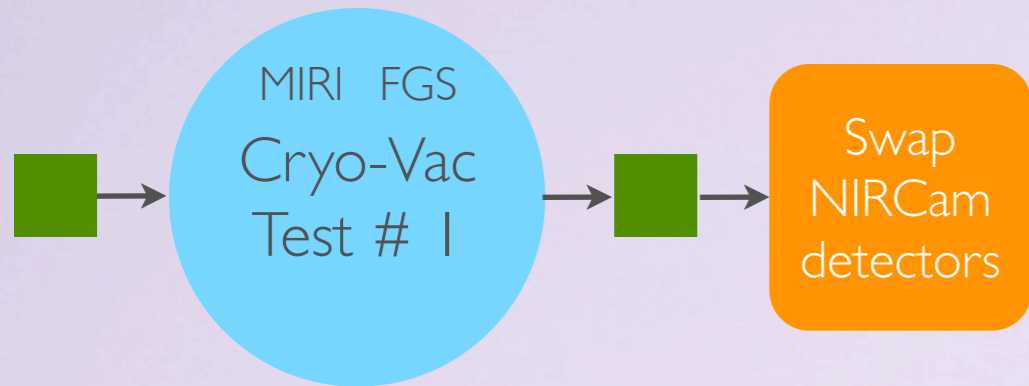 MIRI FGS
Cryo-Vac
Test # 1
Swap
NIRCam
detectors